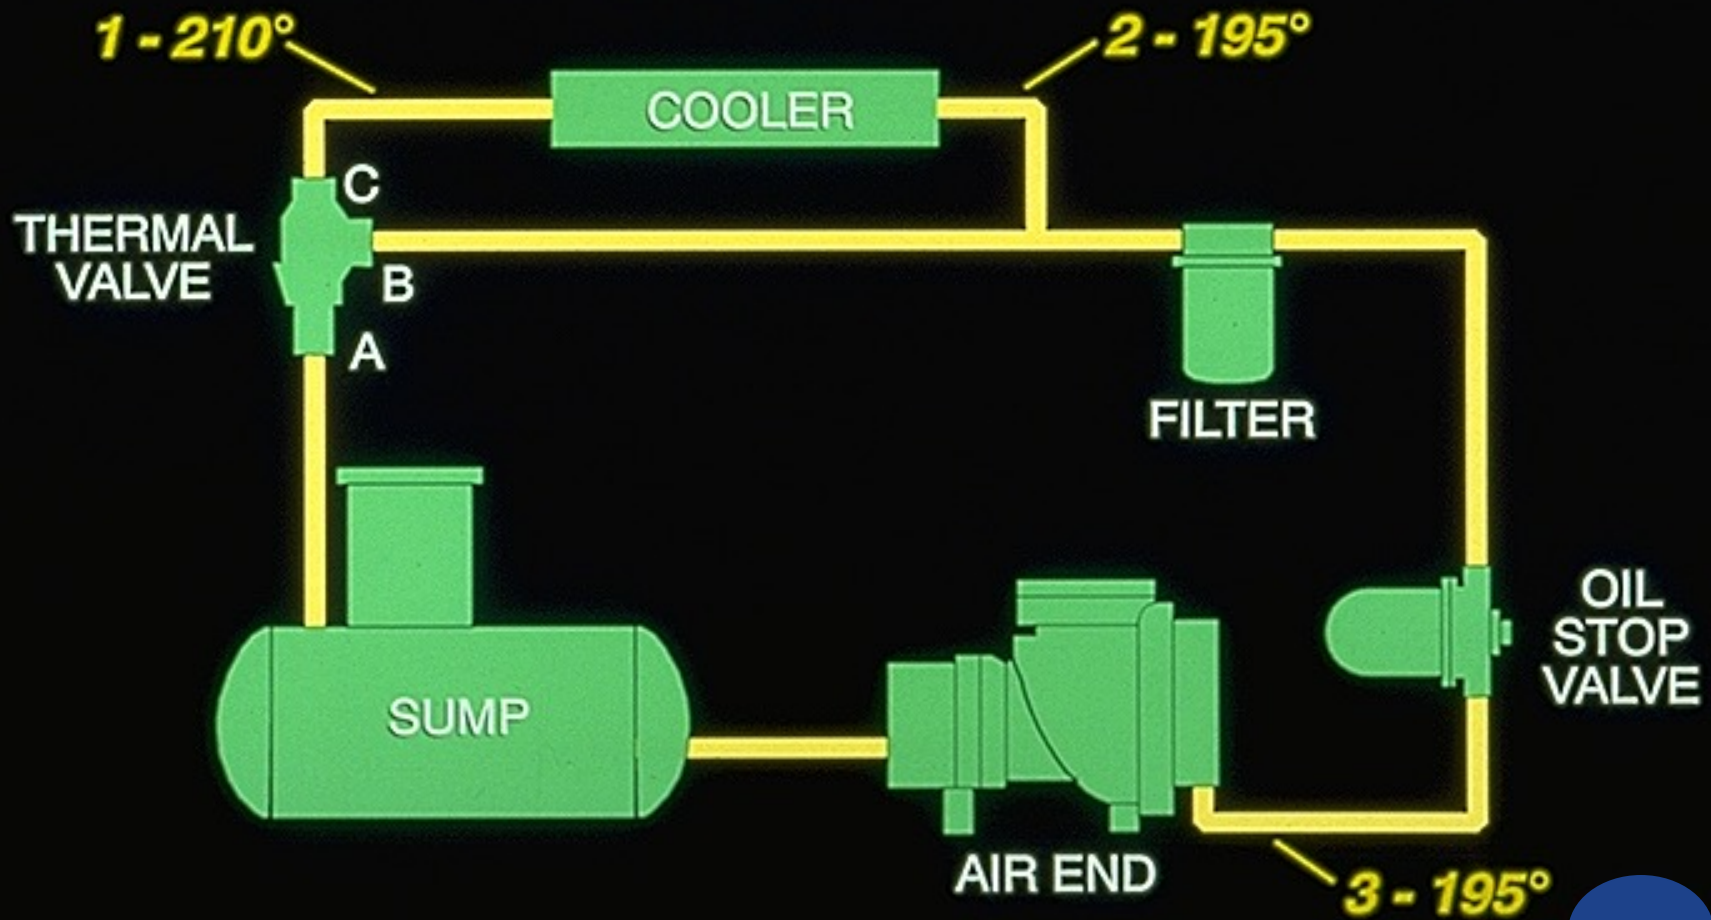 1 - 210°
2 - 195°
COOLER
C
THERMAL
VALVE
B
A
FILTER
OIL
STOP
VALVE
SUMP
AIR END
3 - 195°